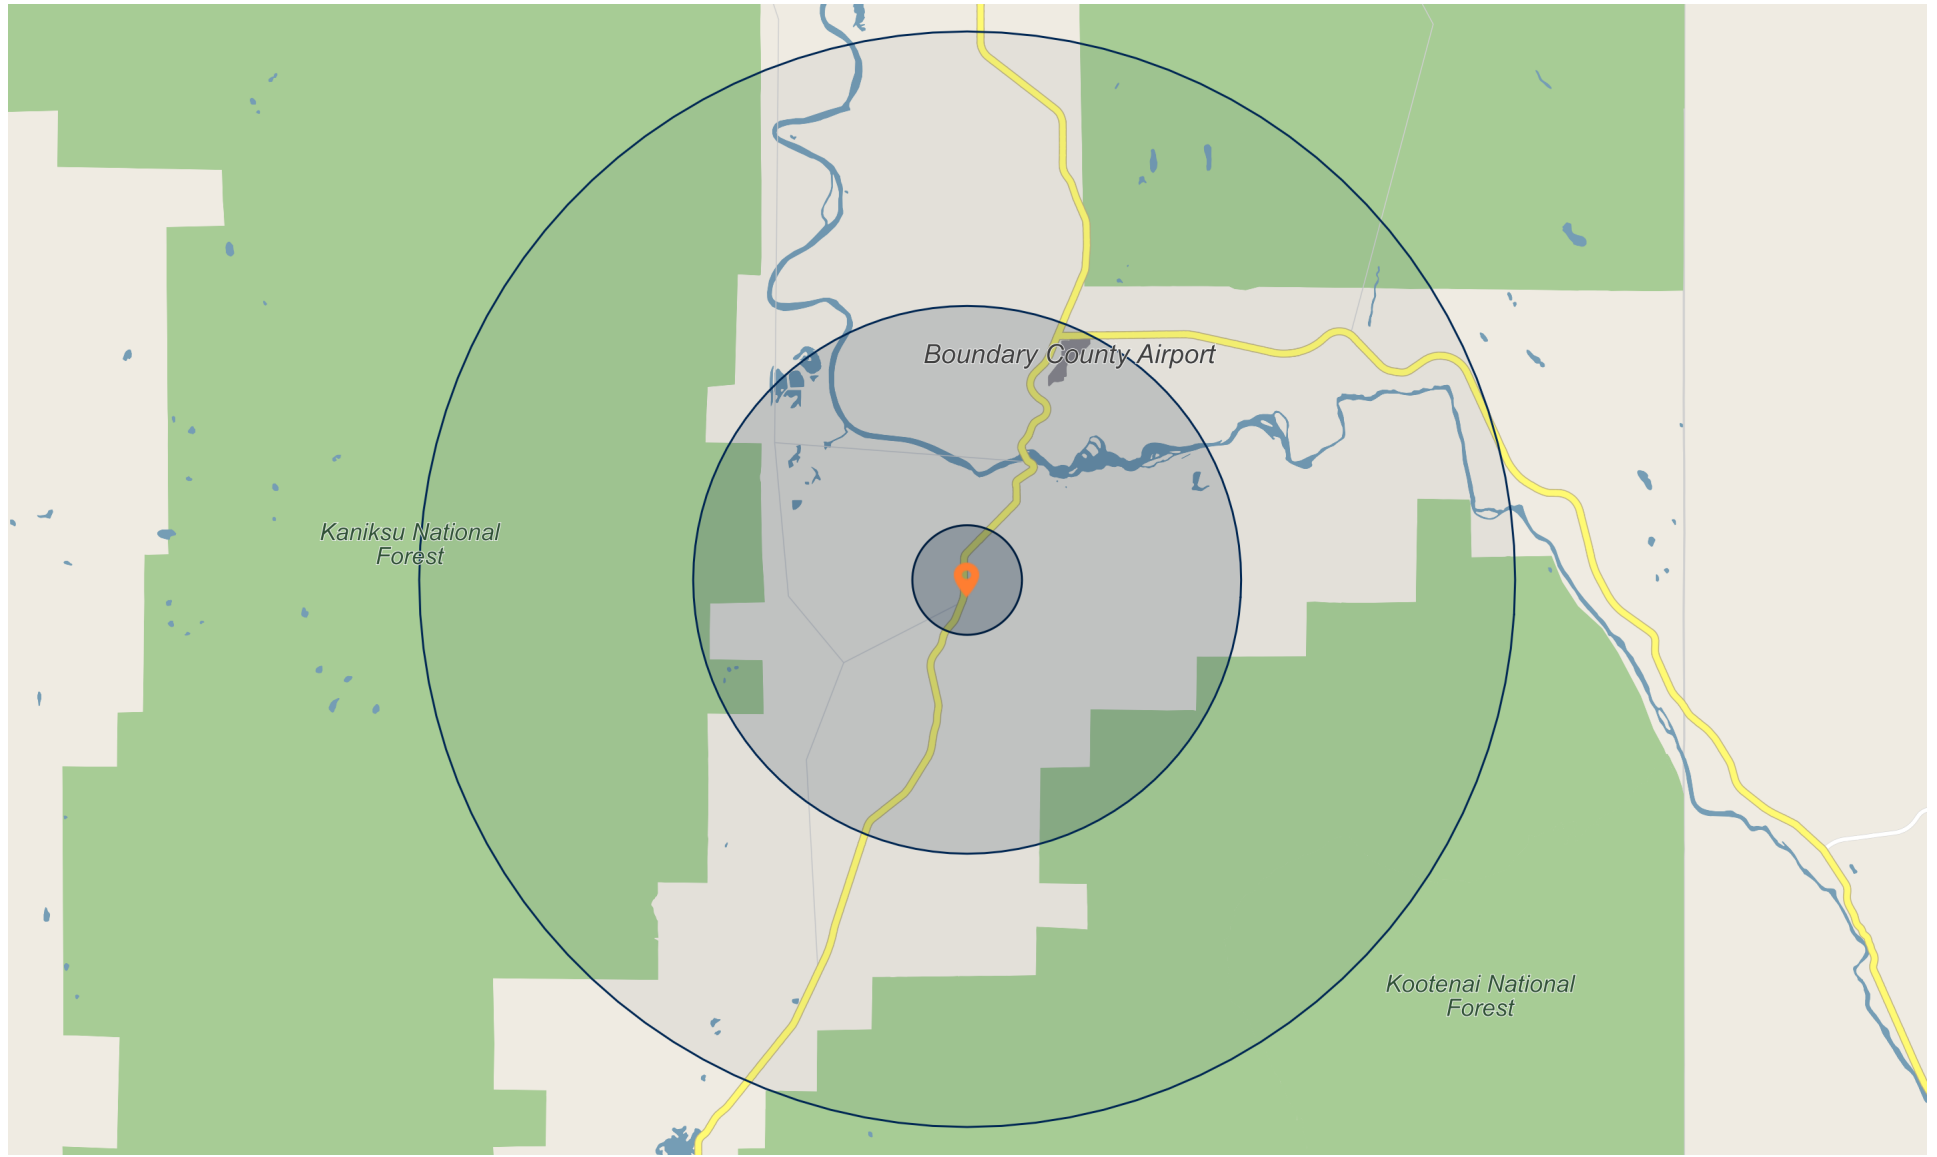 Boundary County Airport
Kaniksu National
Forest
Kootenai National
Forest